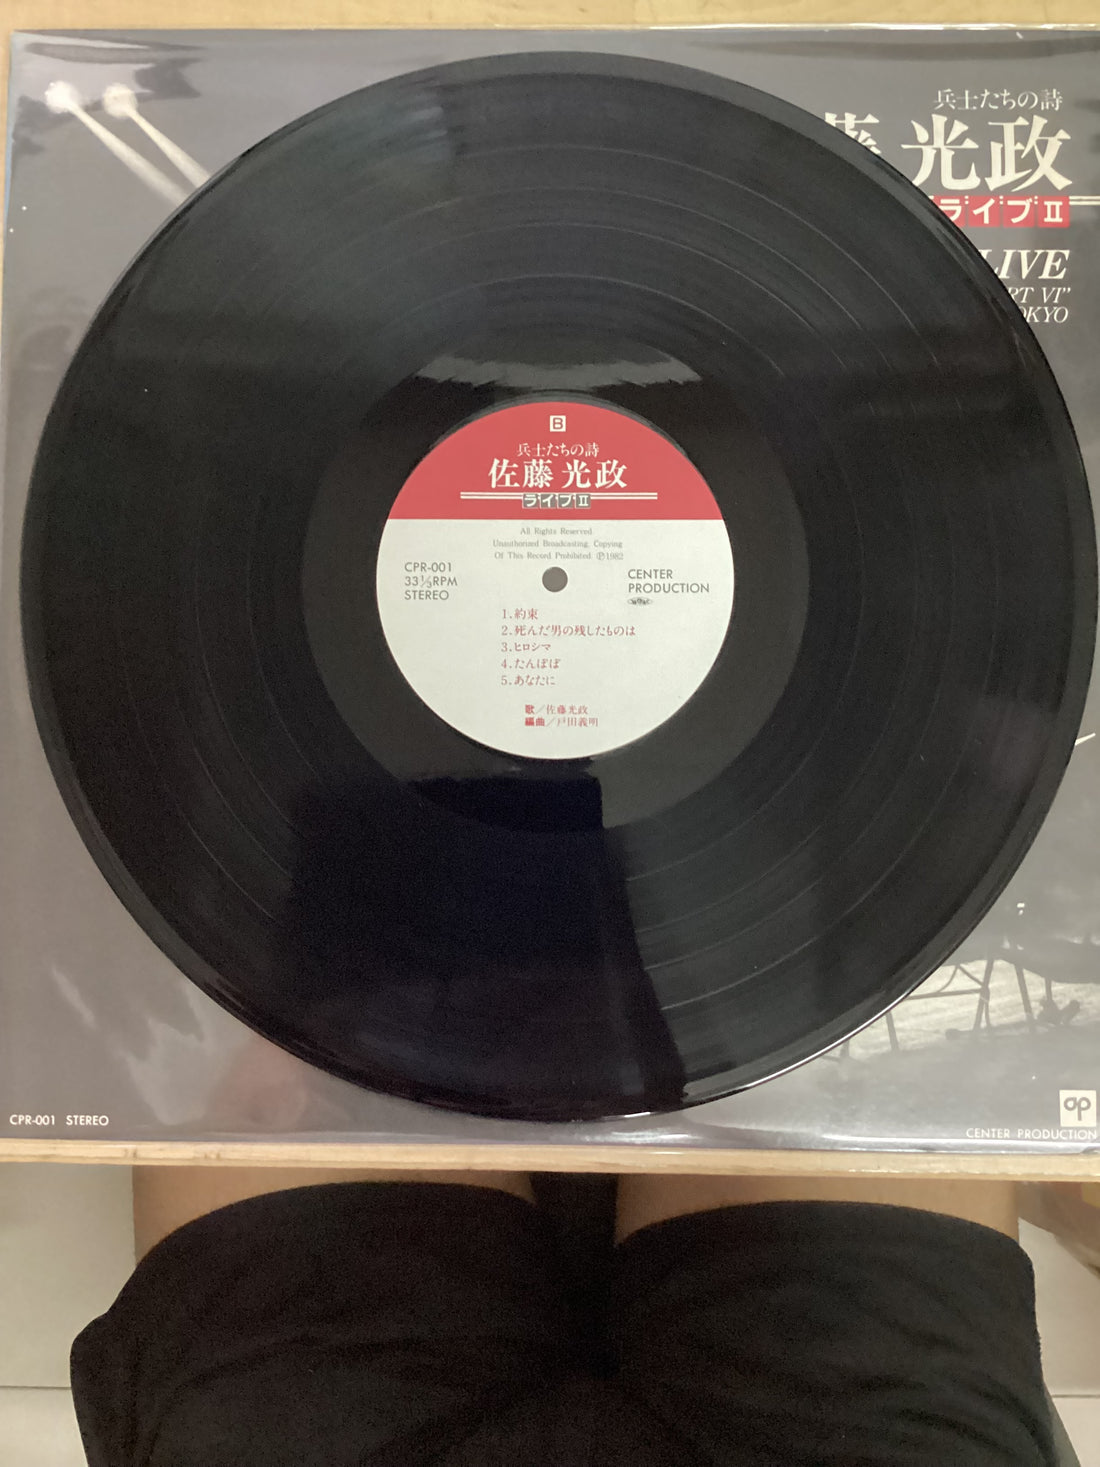 兵士たちの詩
光政
ライブⅡ
LIVE
VI"
B
兵士たちの詩
佐藤光政
ライブⅡ
All Rights Reserved.
Unauthorized Broadcasting, Copying
Of This Record Prohibited. Ⓟ1982
CPR-001
33⅓RPM
STEREO
CENTER
PRODUCTION
1.約束
2.死んだ男の残したものは
3.ヒロシマ
4.たんぽぽ
5.あなたに
歌／佐藤光政
編曲／戸田義明
CPR-001 STEREO
CENTER PRODUCTION